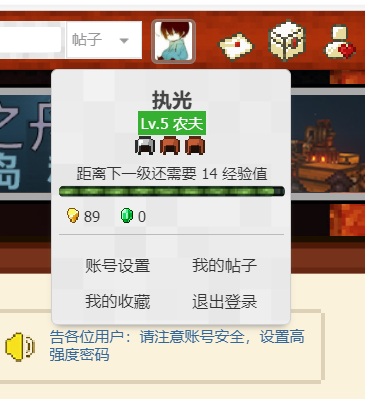 帖子
执光
Lv.5 农夫
距离下一级还需要 14 经验值
89 0
账号设置 我的帖子
我的收藏 退出登录
告各位用户：请注意账号安全，设置高
强度密码